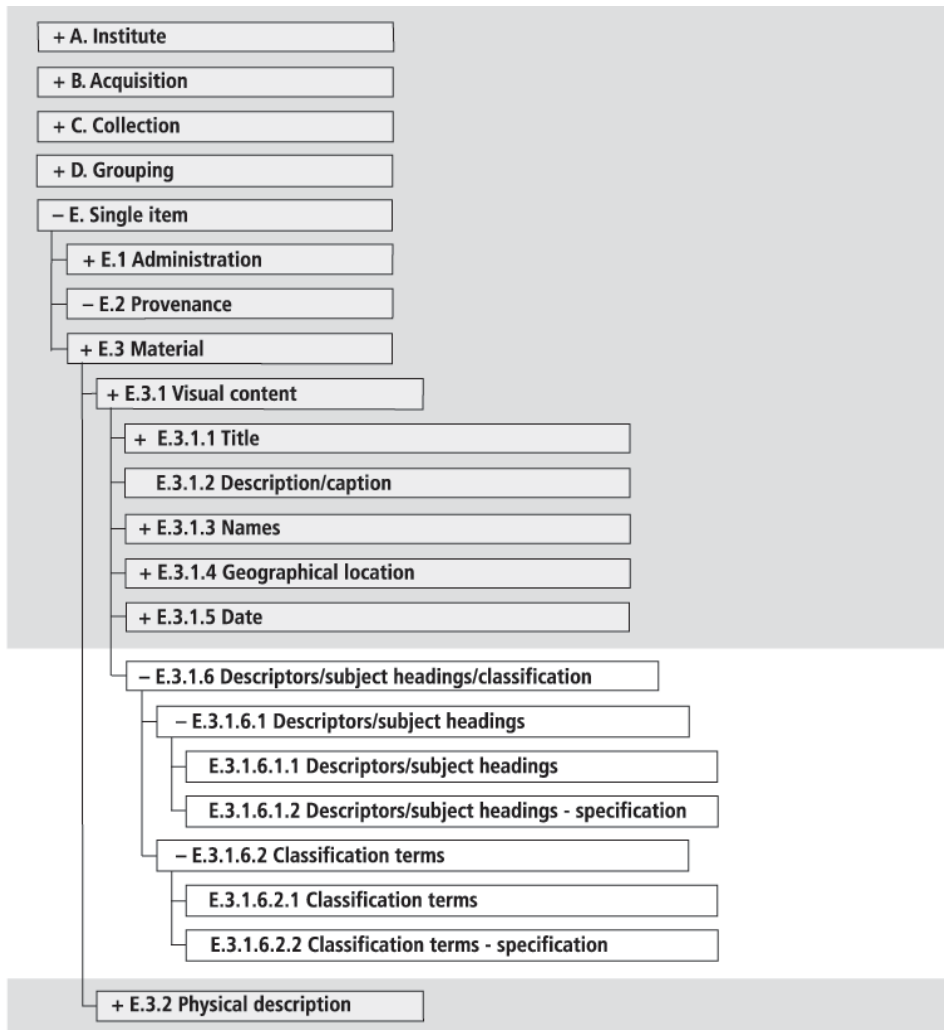 + A. Institute
+ B. Acquisition
+ C. Collection
+ D. Grouping
– E. Single item
+ E.1 Administration
– E.2 Provenance
+ E.3 Material
+ E.3.1 Visual content
+ E.3.1.1 Title
E.3.1.2 Description/caption
+ E.3.1.3 Names
+ E.3.1.4 Geographical location
+ E.3.1.5 Date
– E.3.1.6 Descriptors/subject headings/classification
– E.3.1.6.1 Descriptors/subject headings
E.3.1.6.1.1 Descriptors/subject headings
E.3.1.6.1.2 Descriptors/subject headings - specification
– E.3.1.6.2 Classification terms
E.3.1.6.2.1 Classification terms
E.3.1.6.2.2 Classification terms - specification
+ E.3.2 Physical description